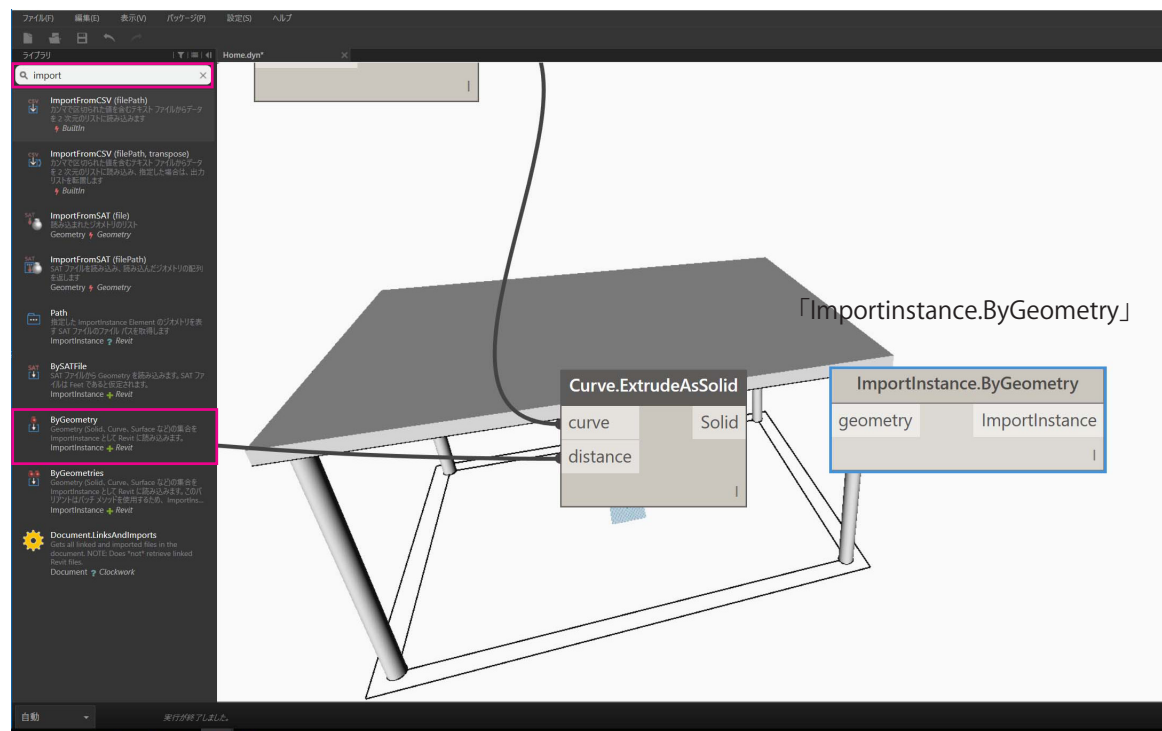 ファイル(F) 編集(E) 表示(V) パッケージ(P) 設定(S) ヘルプ
ライブラリ
Home.dyn*
import
ImportFromCSV (filePath)
カンマで区切られた値を含むテキスト ファイルからデータ
を 2 次元のリストに読み込みます
BuiltIn
ImportFromCSV (filePath, transpose)
カンマで区切られた値を含むテキスト ファイルからデータ
を 2 次元のリストに読み込み、指定した場合は、出力
リストを転置します
BuiltIn
ImportFromSAT (file)
読み込まれたジオメトリのリスト
Geometry Geometry
ImportFromSAT (filePath)
SAT ファイルを読み込み、読み込んだジオメトリの配列
を返します
Geometry Geometry
Path
指定した ImportInstance Element のジオメトリを表
す SAT ファイルのファイル パスを取得します
ImportInstance ? Revit
BySATFile
SAT ファイルから Geometry を読み込みます。SAT ファ
イルは Feet であると仮定されます。
ImportInstance + Revit
ByGeometry
Geometry (Solid、Curve、Surface など)の集合を
ImportInstance として Revit に読み込みます。
ImportInstance + Revit
ByGeometries
Geometry (Solid、Curve、Surface など)の集合を
ImportInstance として Revit に読み込みます。このバ
リアントはバッチ メソッドを使用するため、ImportIns...
ImportInstance + Revit
Document.LinksAndImports
Gets all linked and imported files in the
document. NOTE: Does *not* retrieve linked
Revit files.
Document ? Clockwork
「Importinstance.ByGeometry」
Curve.ExtrudeAsSolid
curve Solid
distance
ImportInstance.ByGeometry
geometry ImportInstance
自動
実行が終了しました。